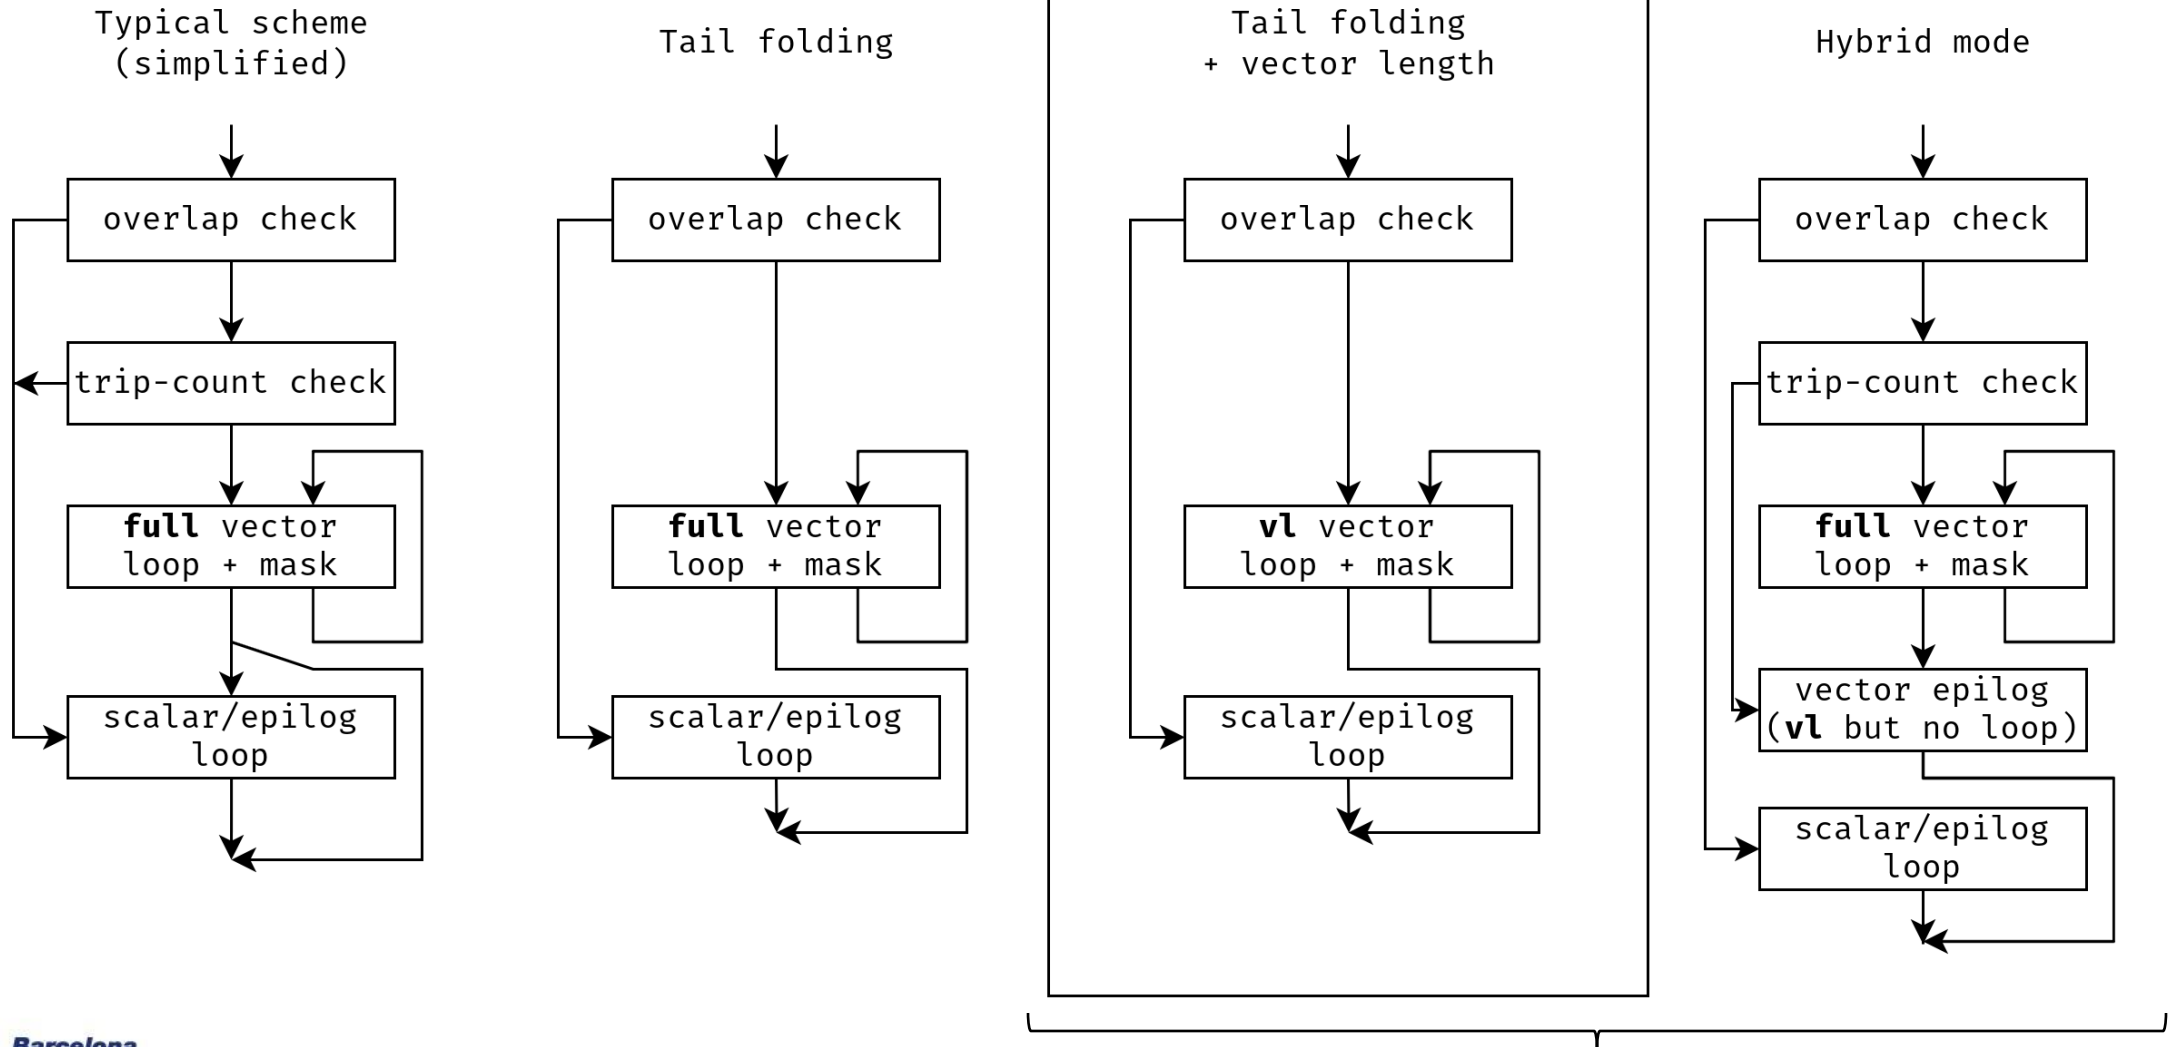 Typical scheme
(simplified)
overlap check
trip-count check
full vector
loop + mask
scalar/epilog
loop
Tail folding
overlap check
full vector
loop + mask
scalar/epilog
loop
Tail folding
+ vector length
overlap check
vl vector
loop + mask
scalar/epilog
loop
Hybrid mode
overlap check
trip-count check
full vector
loop + mask
vector epilog
(vl but no loop)
scalar/epilog
loop
Barcelona